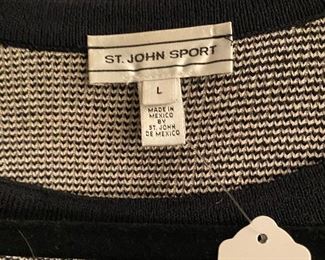 ST. JOHN SPORT
L
MADE IN
MEXICO
BY
ST. JOHN
DE MEXICO